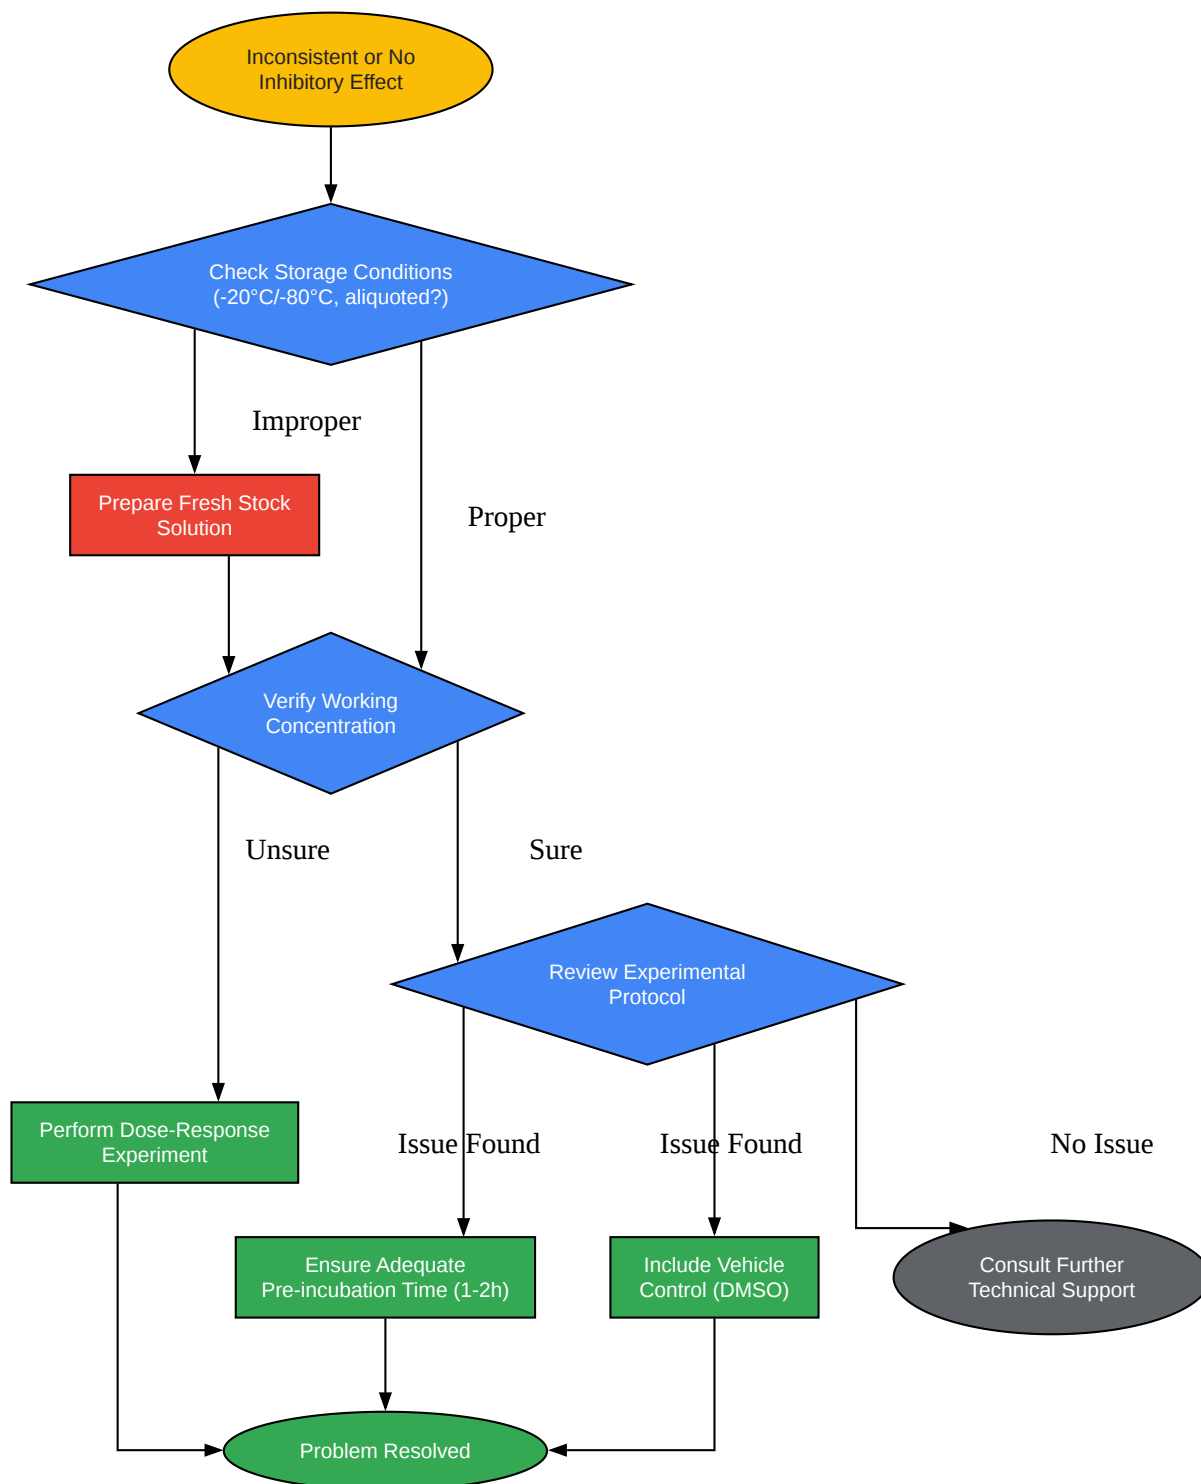 Inconsistent or No
Inhibitory Effect
Check Storage Conditions
(-20°C/-80°C, aliquoted?)
Improper
Prepare Fresh Stock
Solution
Proper
Verify Working
Concentration
Unsure
Sure
Review Experimental
Protocol
Perform Dose-Response
Experiment
Issue Found
Issue Found
No Issue
Ensure Adequate
Pre-incubation Time (1-2h)
Include Vehicle
Control (DMSO)
Consult Further
Technical Support
Problem Resolved